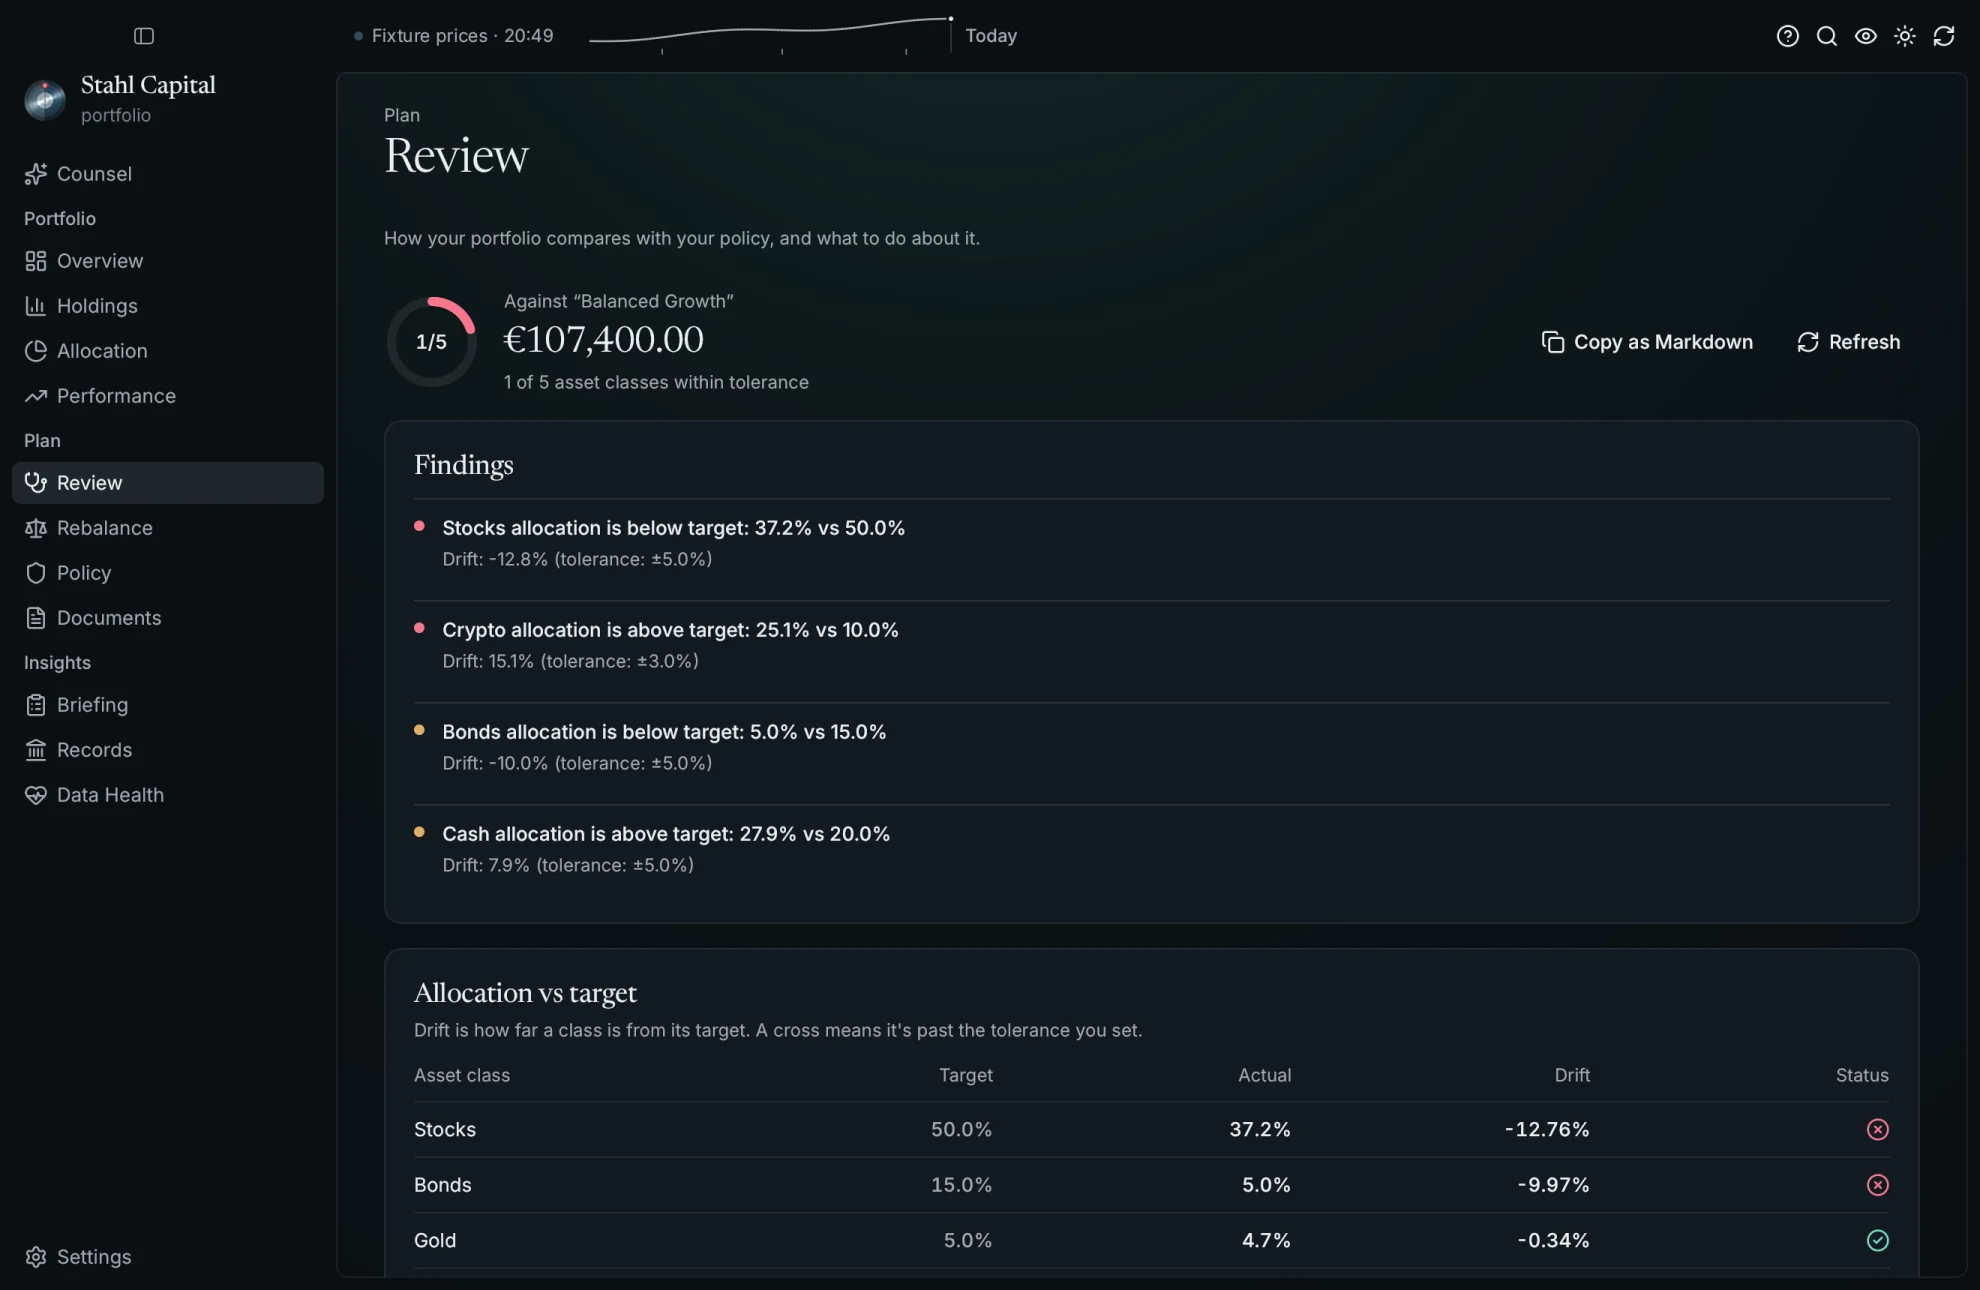 Fixture prices · 20:49
Today
Stahl Capital
portfolio
Counsel
Portfolio
Overview
Holdings
Allocation
Performance
Plan
Review
Rebalance
Policy
Documents
Insights
Briefing
Records
Data Health
Settings
Plan
Review
How your portfolio compares with your policy, and what to do about it.
1/5
Against “Balanced Growth”
€107,400.00
1 of 5 asset classes within tolerance
Copy as Markdown
Refresh
Findings
Stocks allocation is below target: 37.2% vs 50.0%
Drift: -12.8% (tolerance: ±5.0%)
Crypto allocation is above target: 25.1% vs 10.0%
Drift: 15.1% (tolerance: ±3.0%)
Bonds allocation is below target: 5.0% vs 15.0%
Drift: -10.0% (tolerance: ±5.0%)
Cash allocation is above target: 27.9% vs 20.0%
Drift: 7.9% (tolerance: ±5.0%)
Allocation vs target
Drift is how far a class is from its target. A cross means it's past the tolerance you set.
Asset class Target Actual Drift Status
Stocks 50.0% 37.2% -12.76%
Bonds 15.0% 5.0% -9.97%
Gold 5.0% 4.7% -0.34%